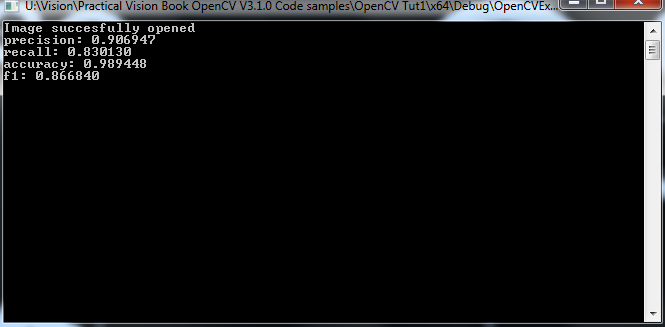 U:\Vision\Practical Vision Book OpenCV V3.1.0 Code samples\OpenCV Tut1\x64\Debug\OpenCVEx...
Image succesfully opened
precision: 0.906947
recall: 0.830130
accuracy: 0.989448
f1: 0.866840